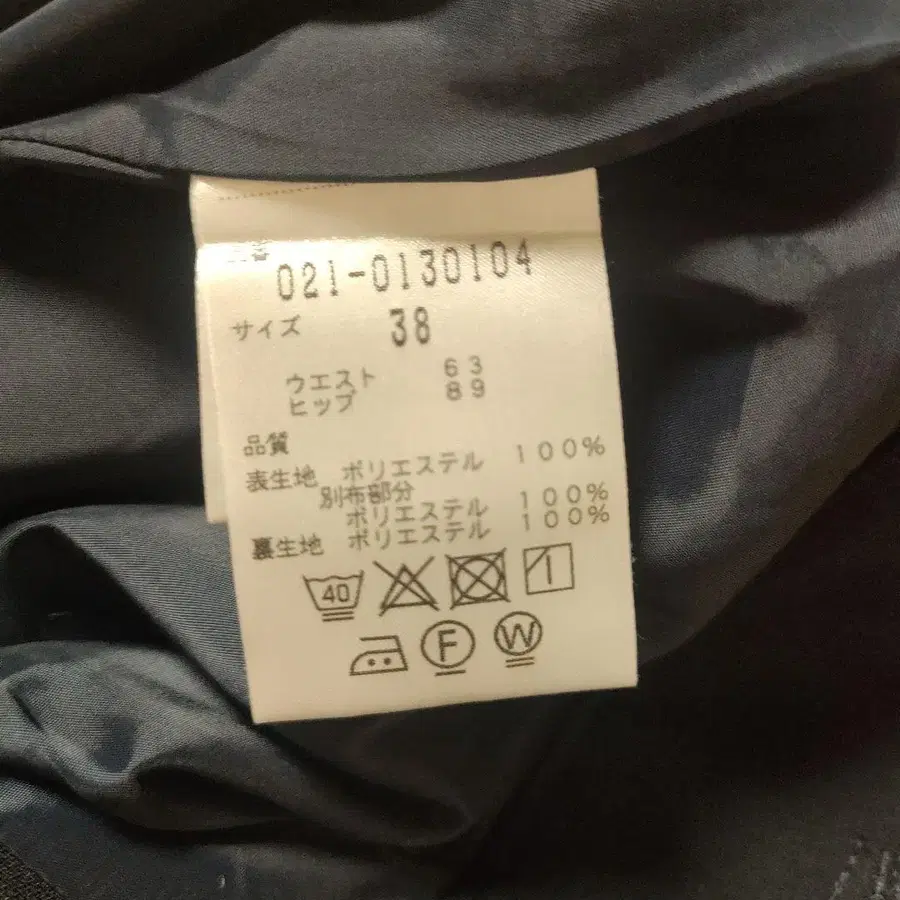 021-0130104
サイズ 38
ウエスト 63
ヒップ 89
品質
表生地 ポリエステル 100%
別布部分
ポリエステル 100%
裏生地 ポリエステル 100%
40
F W